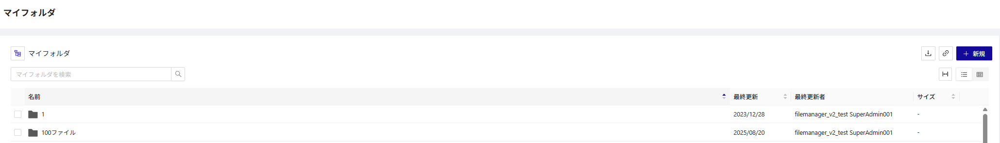 マイフォルダ
マイフォルダ
新規
マイフォルダを検索
名前 最終更新 最終更新者 サイズ
1 2023/12/28 filemanager_v2_test SuperAdmin001 -
100ファイル 2025/08/20 filemanager_v2_test SuperAdmin001 -